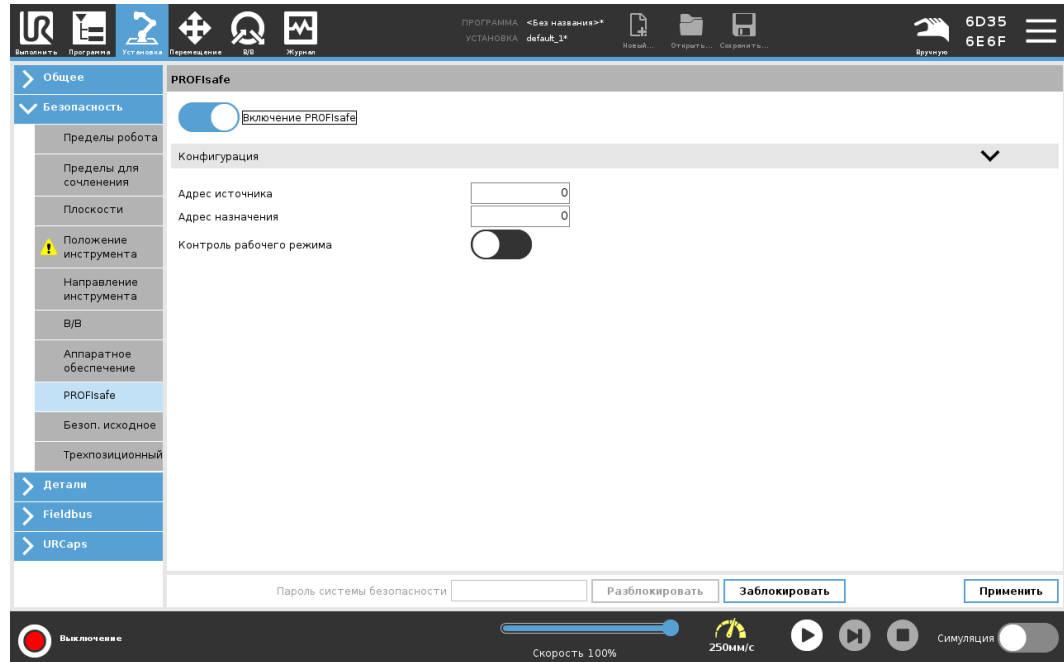 UR
ПРОГРАММА <Без названия>*
УСТАНОВКА default_1*
Выполнить Программа Установка Перемещение В/В Журнал
Новый... Открыть... Сохранить...
Вручную
6D35
6E6F
Общее
Безопасность
Пределы робота
Пределы для
сочленения
Плоскости
Положение
инструмента
Направление
инструмента
В/В
Аппаратное
обеспечение
PROFIsafe
Безоп. исходное
Трехпозиционный
Детали
Fieldbus
URCaps
PROFIsafe
Включение PROFIsafe
Конфигурация
Адрес источника 0
Адрес назначения 0
Контроль рабочего режима
Пароль системы безопасности Разблокировать Заблокировать Применить
Выключение
Скорость 100%
250мм/с
Симуляция